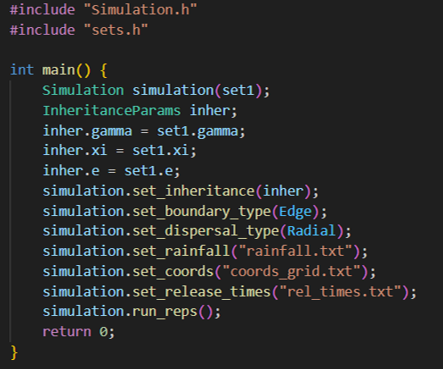 #include "Simulation.h"
#include "sets.h"

int main() {
    Simulation simulation(set1);
    InheritanceParams inher;
    inher.gamma = set1.gamma;
    inher.xi = set1.xi;
    inher.e = set1.e;
    simulation.set_inheritance(inher);
    simulation.set_boundary_type(Edge);
    simulation.set_dispersal_type(Radial);
    simulation.set_rainfall("rainfall.txt");
    simulation.set_coords("coords_grid.txt");
    simulation.set_release_times("rel_times.txt");
    simulation.run_reps();
    return 0;
}